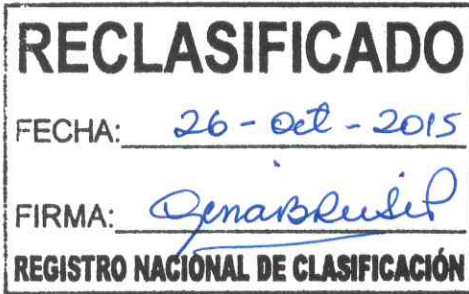 RECLASIFICADO
FECHA: 26-oct-2015
FIRMA:
REGISTRO NACIONAL DE CLASIFICACIÓN